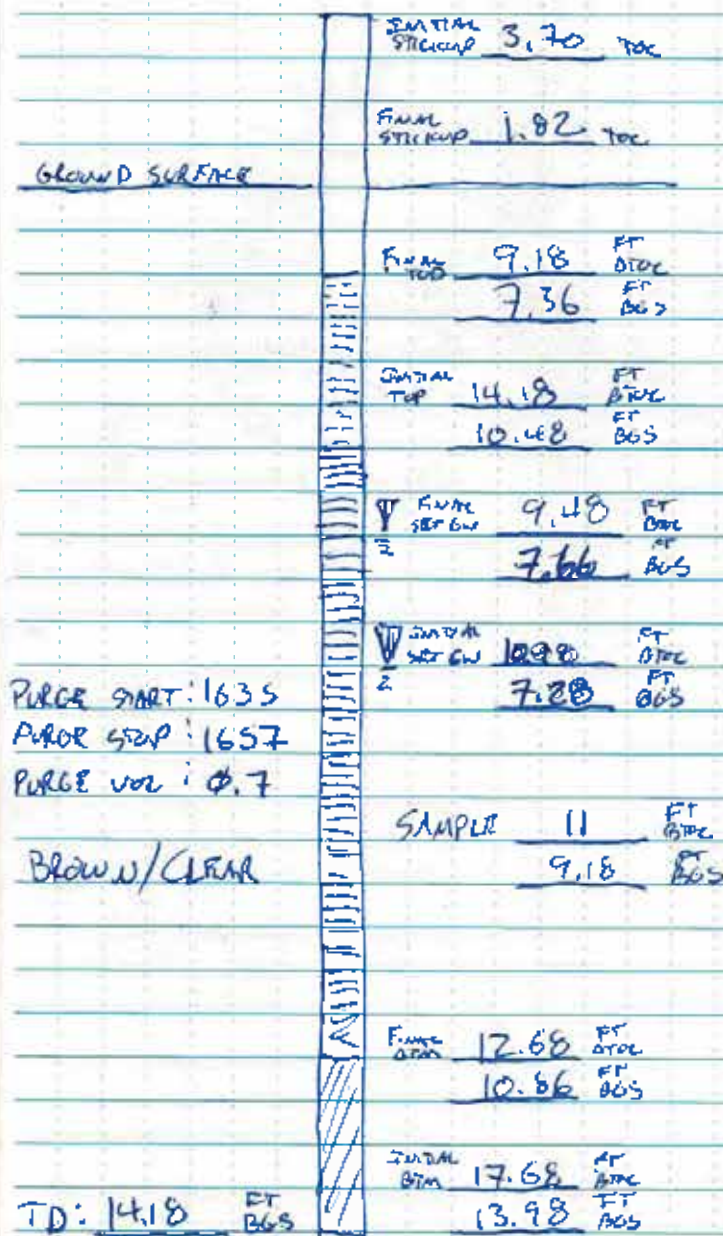 INITIAL
STICKUP 3.70 TOC
FINAL
STICKUP 1.82 TOC
GROUND SURFACE
FINAL
TOP 9.18 FT
BTOC
7.36 FT
BGS
INITIAL
TOP 14.18 FT
BTOC
10.48 FT
BGS
FINAL
SET GW 9.48 FT
BTOC
7.66 FT
BGS
INITIAL
SET GW 10.98 FT
BTOC
7.28 FT
BGS
PURGE START: 1635
PURGE STOP: 1657
PURGE VOL: 0.7
SAMPLE 11 FT
BTOC
BROWN/CLEAR
9.18 FT
BGS
FINAL
BTM 12.68 FT
BTOC
10.86 FT
BGS
INITIAL
BTM 17.68 FT
BTOC
13.98 FT
BGS
TD: 14.18 FT
BGS